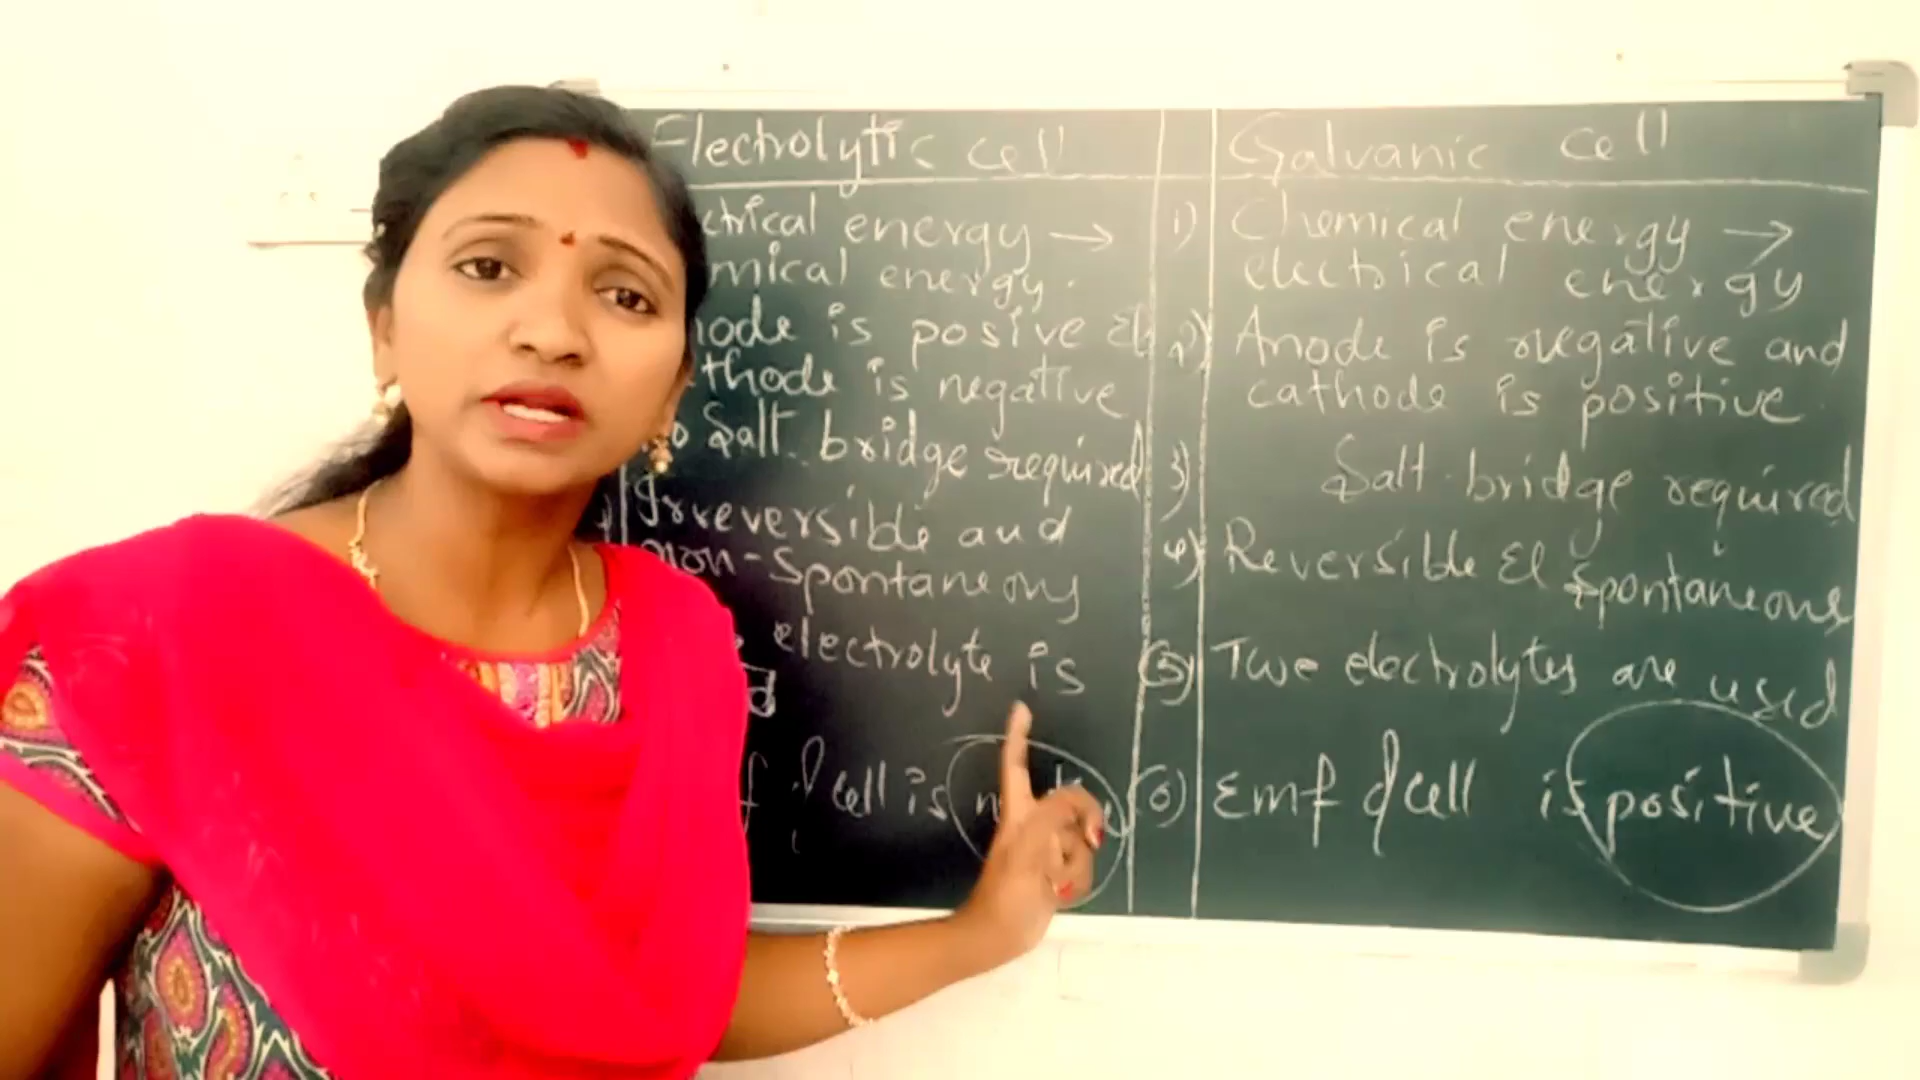 Electrolytic cell
ctrical energy →
mical energy.
node is posive &
thode is negative
o Salt bridge required
Irreversible and
non-spontaneous
electrolyte is
d
f of cell is
Galvanic cell
1) Chemical energy →
electrical energy
2) Anode is negative and
cathode is positive
3) Salt bridge required
4) Reversible & spontaneous
(5) Two electrolytes are used
(6) Emf of cell is positive